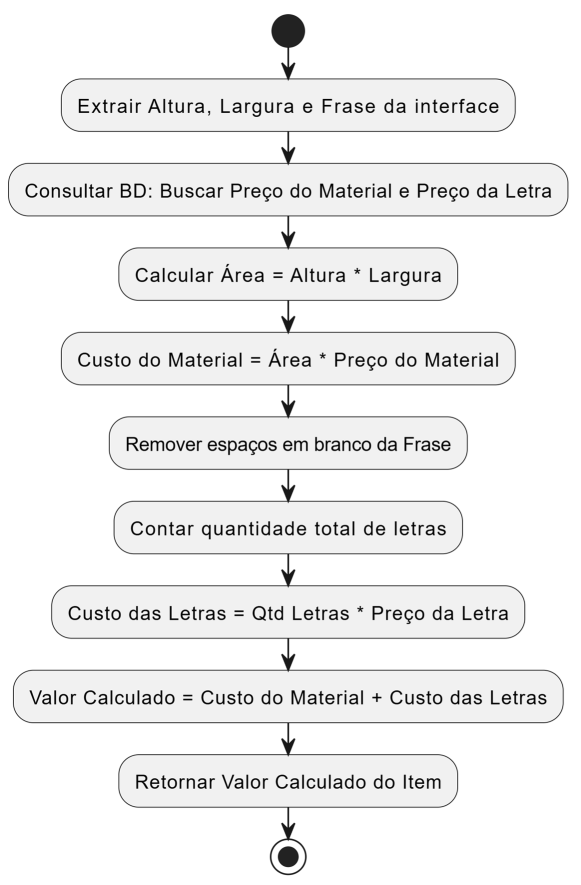 Extrair Altura, Largura e Frase da interface
Consultar BD: Buscar Preço do Material e Preço da Letra
Calcular Área = Altura * Largura
Custo do Material = Área * Preço do Material
Remover espaços em branco da Frase
Contar quantidade total de letras
Custo das Letras = Qtd Letras * Preço da Letra
Valor Calculado = Custo do Material + Custo das Letras
Retornar Valor Calculado do Item